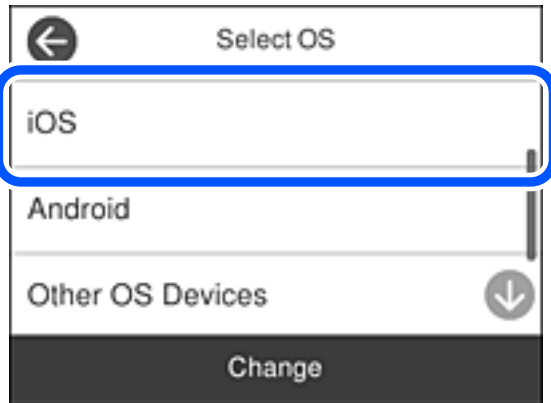 Select OS
iOS
Android
Other OS Devices
Change